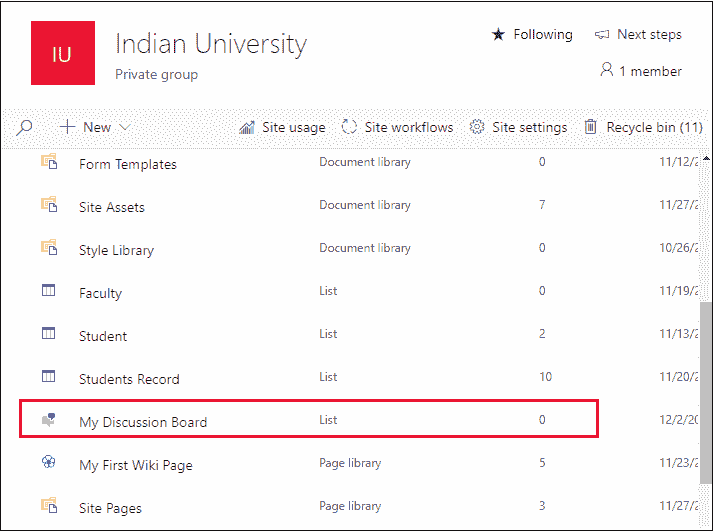 IU
Indian University
Private group
Following
Next steps
1 member
New
Site usage
Site workflows
Site settings
Recycle bin (11)
Form Templates Document library 0 11/12/2
Site Assets Document library 7 11/27/2
Style Library Document library 0 10/26/2
Faculty List 0 11/19/2
Student List 2 11/13/2
Students Record List 10 11/20/2
My Discussion Board List 0 12/2/20
My First Wiki Page Page library 5 11/23/2
Site Pages Page library 3 11/27/2